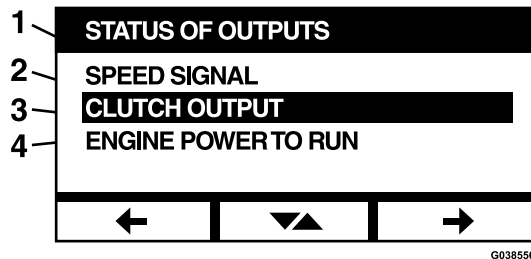 1 STATUS OF OUTPUTS
2 SPEED SIGNAL
3 CLUTCH OUTPUT
4 ENGINE POWER TO RUN
G038556